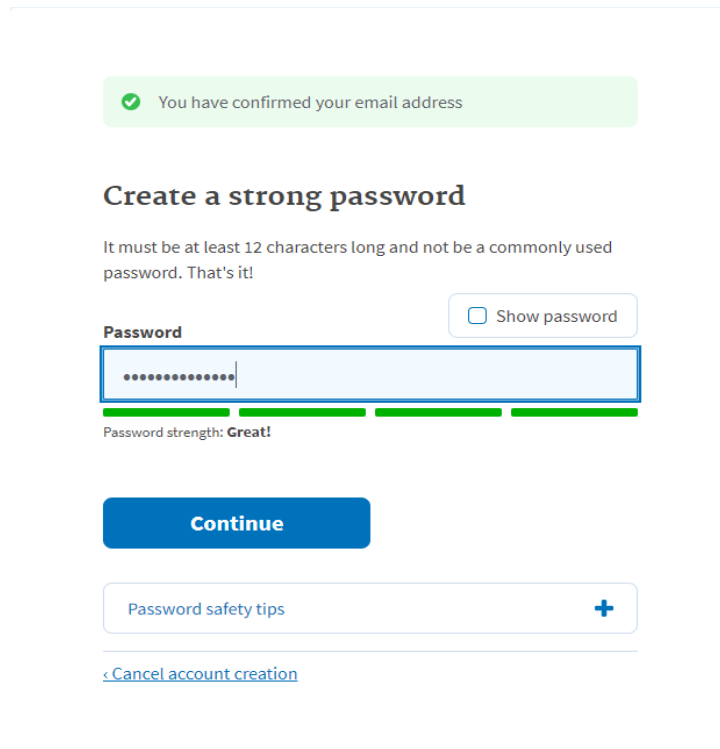 You have confirmed your email address
Create a strong password
It must be at least 12 characters long and not be a commonly used
password. That's it!
Show password
Password
••••••••••••••
Password strength: Great!
Continue
Password safety tips
‹ Cancel account creation